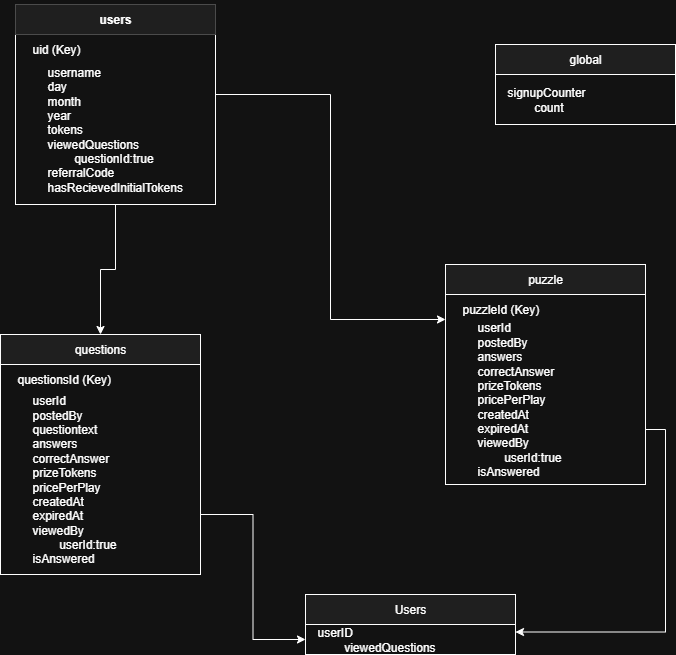 users
uid (Key)
username
day
month
year
tokens
viewedQuestions
questionId:true
referralCode
hasRecievedInitialTokens
global
signupCounter
count
puzzle
puzzleId (Key)
userId
postedBy
answers
correctAnswer
prizeTokens
pricePerPlay
createdAt
expiredAt
viewedBy
userId:true
isAnswered
questions
questionsId (Key)
userId
postedBy
questiontext
answers
correctAnswer
prizeTokens
pricePerPlay
createdAt
expiredAt
viewedBy
userId:true
isAnswered
Users
userID
viewedQuestions